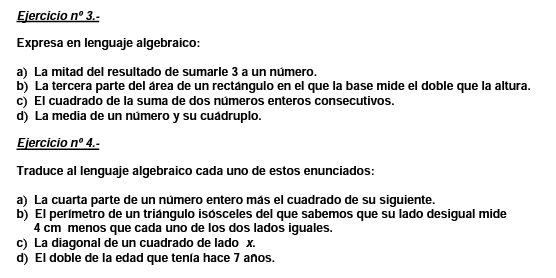 Ejercicio nº 3.-
Expresa en lenguaje algebraico:
a) La mitad del resultado de sumarle 3 a un número.
b) La tercera parte del área de un rectángulo en el que la base mide el doble que la altura.
c) El cuadrado de la suma de dos números enteros consecutivos.
d) La media de un número y su cuádruplo.
Ejercicio nº 4.-
Traduce al lenguaje algebraico cada uno de estos enunciados:
a) La cuarta parte de un número entero más el cuadrado de su siguiente.
b) El perímetro de un triángulo isósceles del que sabemos que su lado desigual mide
4 cm menos que cada uno de los dos lados iguales.
c) La diagonal de un cuadrado de lado x.
d) El doble de la edad que tenía hace 7 años.